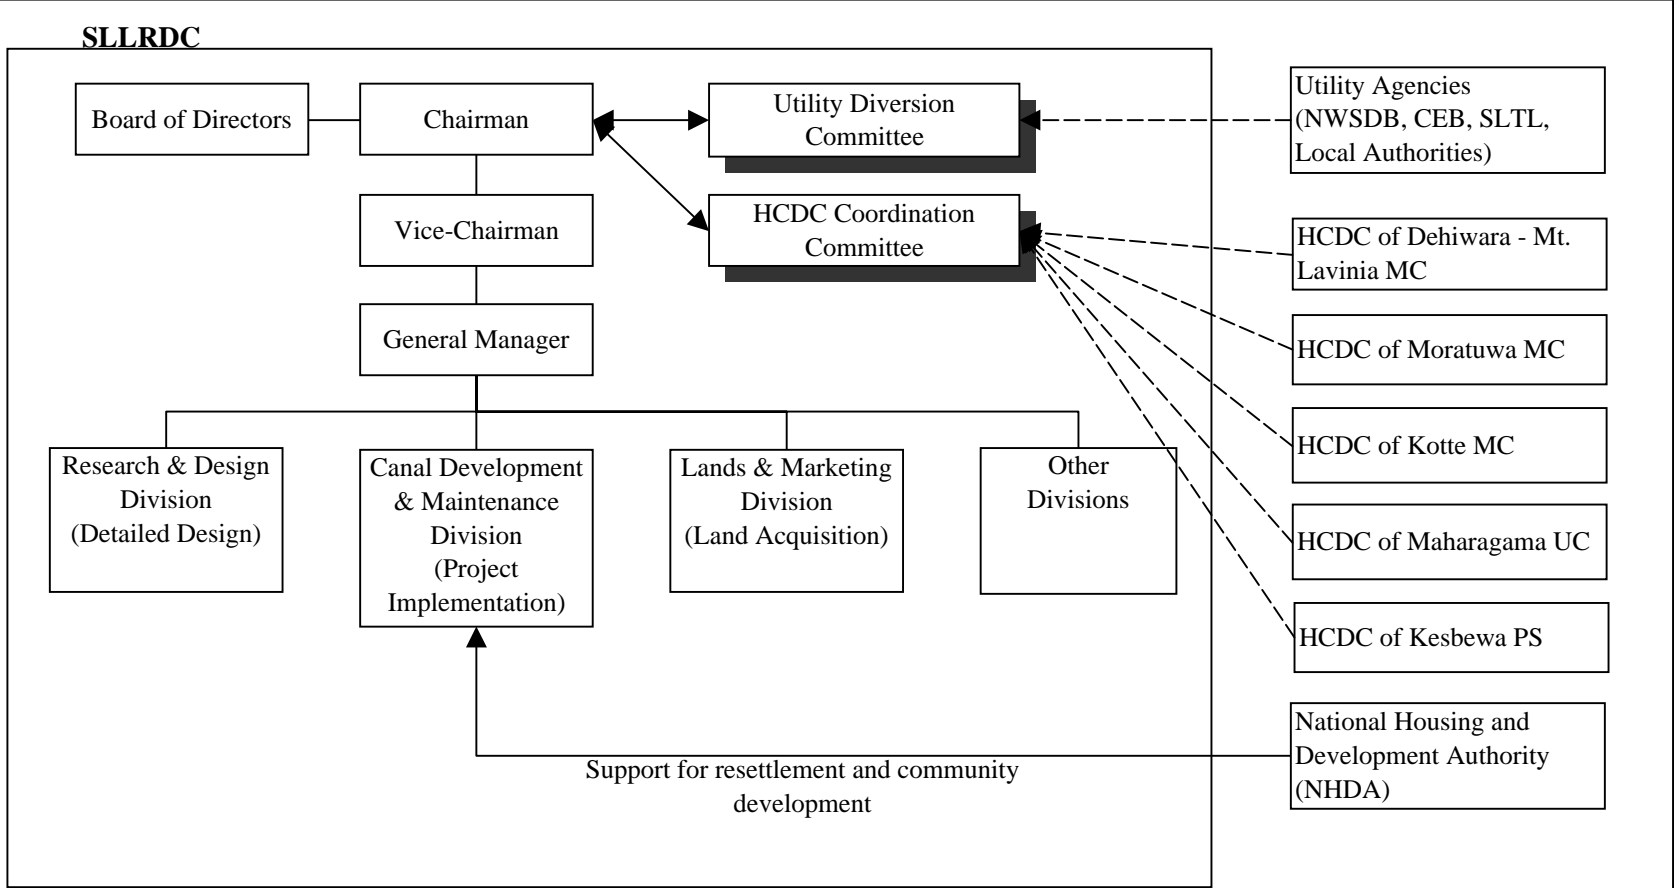 SLLRDC
Board of Directors
Chairman
Utility Diversion
Committee
Utility Agencies
(NWSDB, CEB, SLTL,
Local Authorities)
Vice-Chairman
HCDC Coordination
Committee
HCDC of Dehiwara - Mt.
Lavinia MC
General Manager
HCDC of Moratuwa MC
HCDC of Kotte MC
Research & Design
Division
(Detailed Design)
Canal Development
& Maintenance
Division
(Project
Implementation)
Lands & Marketing
Division
(Land Acquisition)
Other
Divisions
HCDC of Maharagama UC
HCDC of Kesbewa PS
National Housing and
Development Authority
(NHDA)
Support for resettlement and community
development